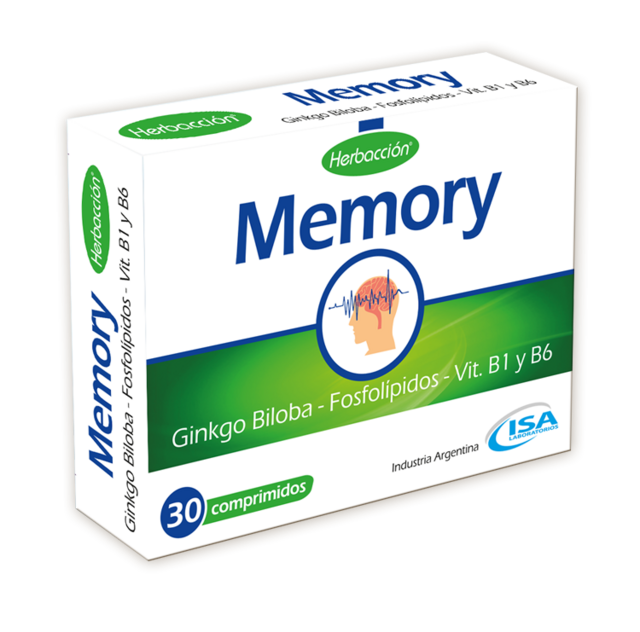 Herbacción®
Memory
Ginkgo Biloba - Fosfolípidos - Vit. B1 y B6
Herbacción®
Memory
Ginkgo Biloba - Fosfolípidos - Vit. B1 y B6
Industria Argentina
ISA
LABORATORIOS
30 comprimidos
Herbacción®
Memory
Ginkgo Biloba - Fosfolípidos - Vit. B1 y B6